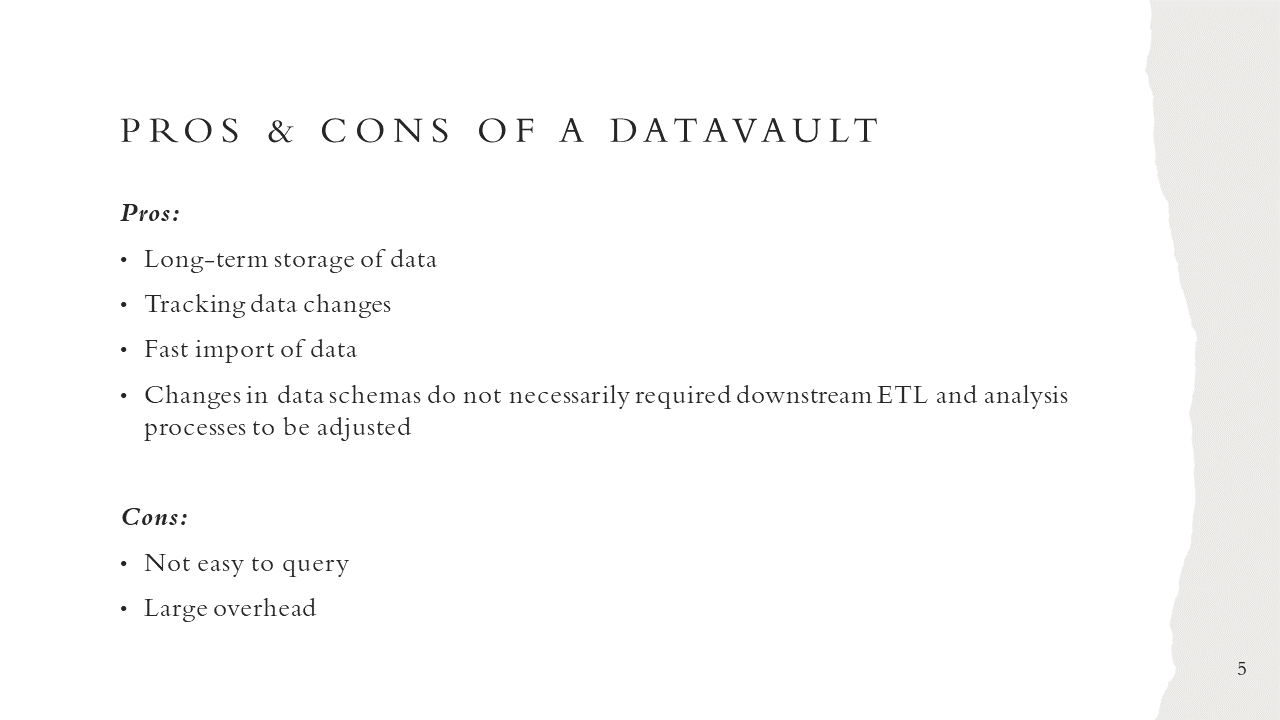 PROS & CONS OF A DATAVAULT
Pros:
• Long-term storage of data
• Tracking data changes
• Fast import of data
• Changes in data schemas do not necessarily required downstream ETL and analysis
processes to be adjusted
Cons:
• Not easy to query
• Large overhead
5